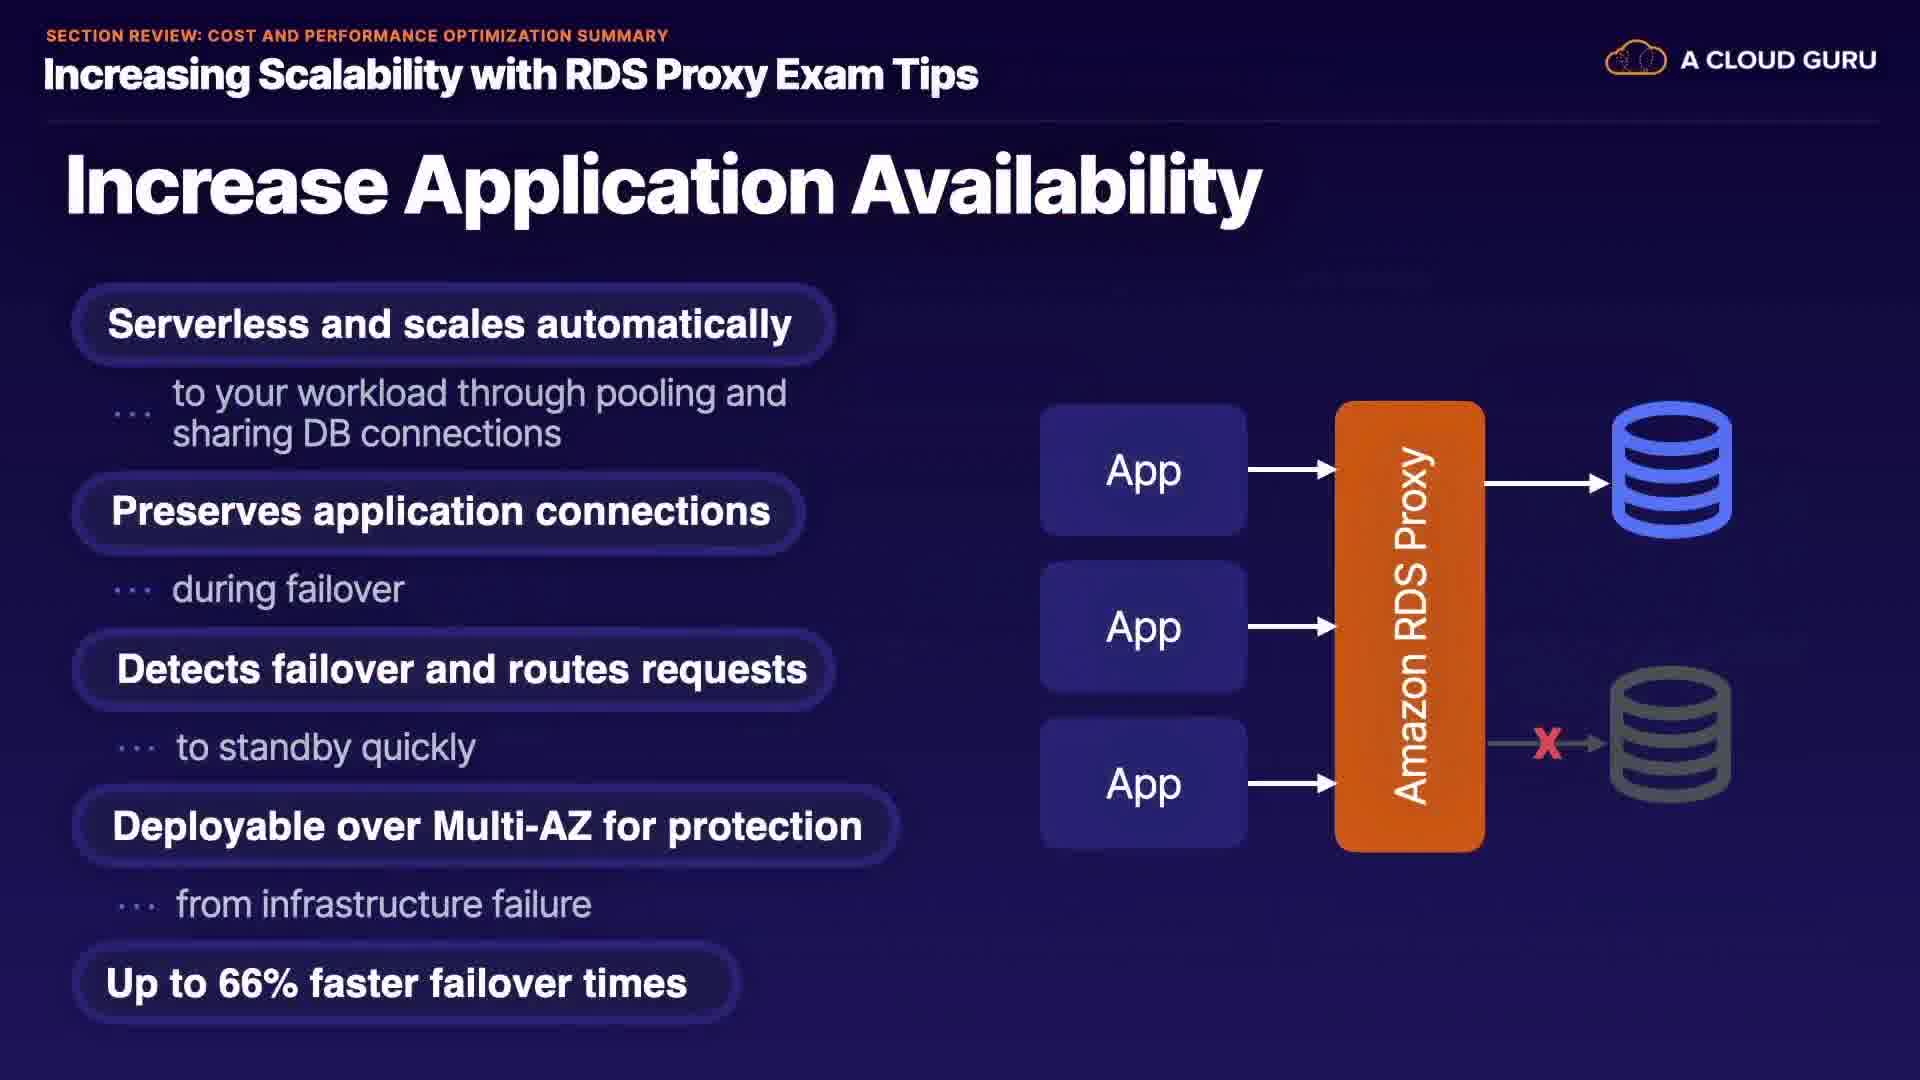 SECTION REVIEW: COST AND PERFORMANCE OPTIMIZATION SUMMARY
Increasing Scalability with RDS Proxy Exam Tips
A CLOUD GURU
Increase Application Availability
Serverless and scales automatically
... to your workload through pooling and
sharing DB connections
Preserves application connections
... during failover
Detects failover and routes requests
... to standby quickly
Deployable over Multi-AZ for protection
... from infrastructure failure
Up to 66% faster failover times
App
App
App
Amazon RDS Proxy
X